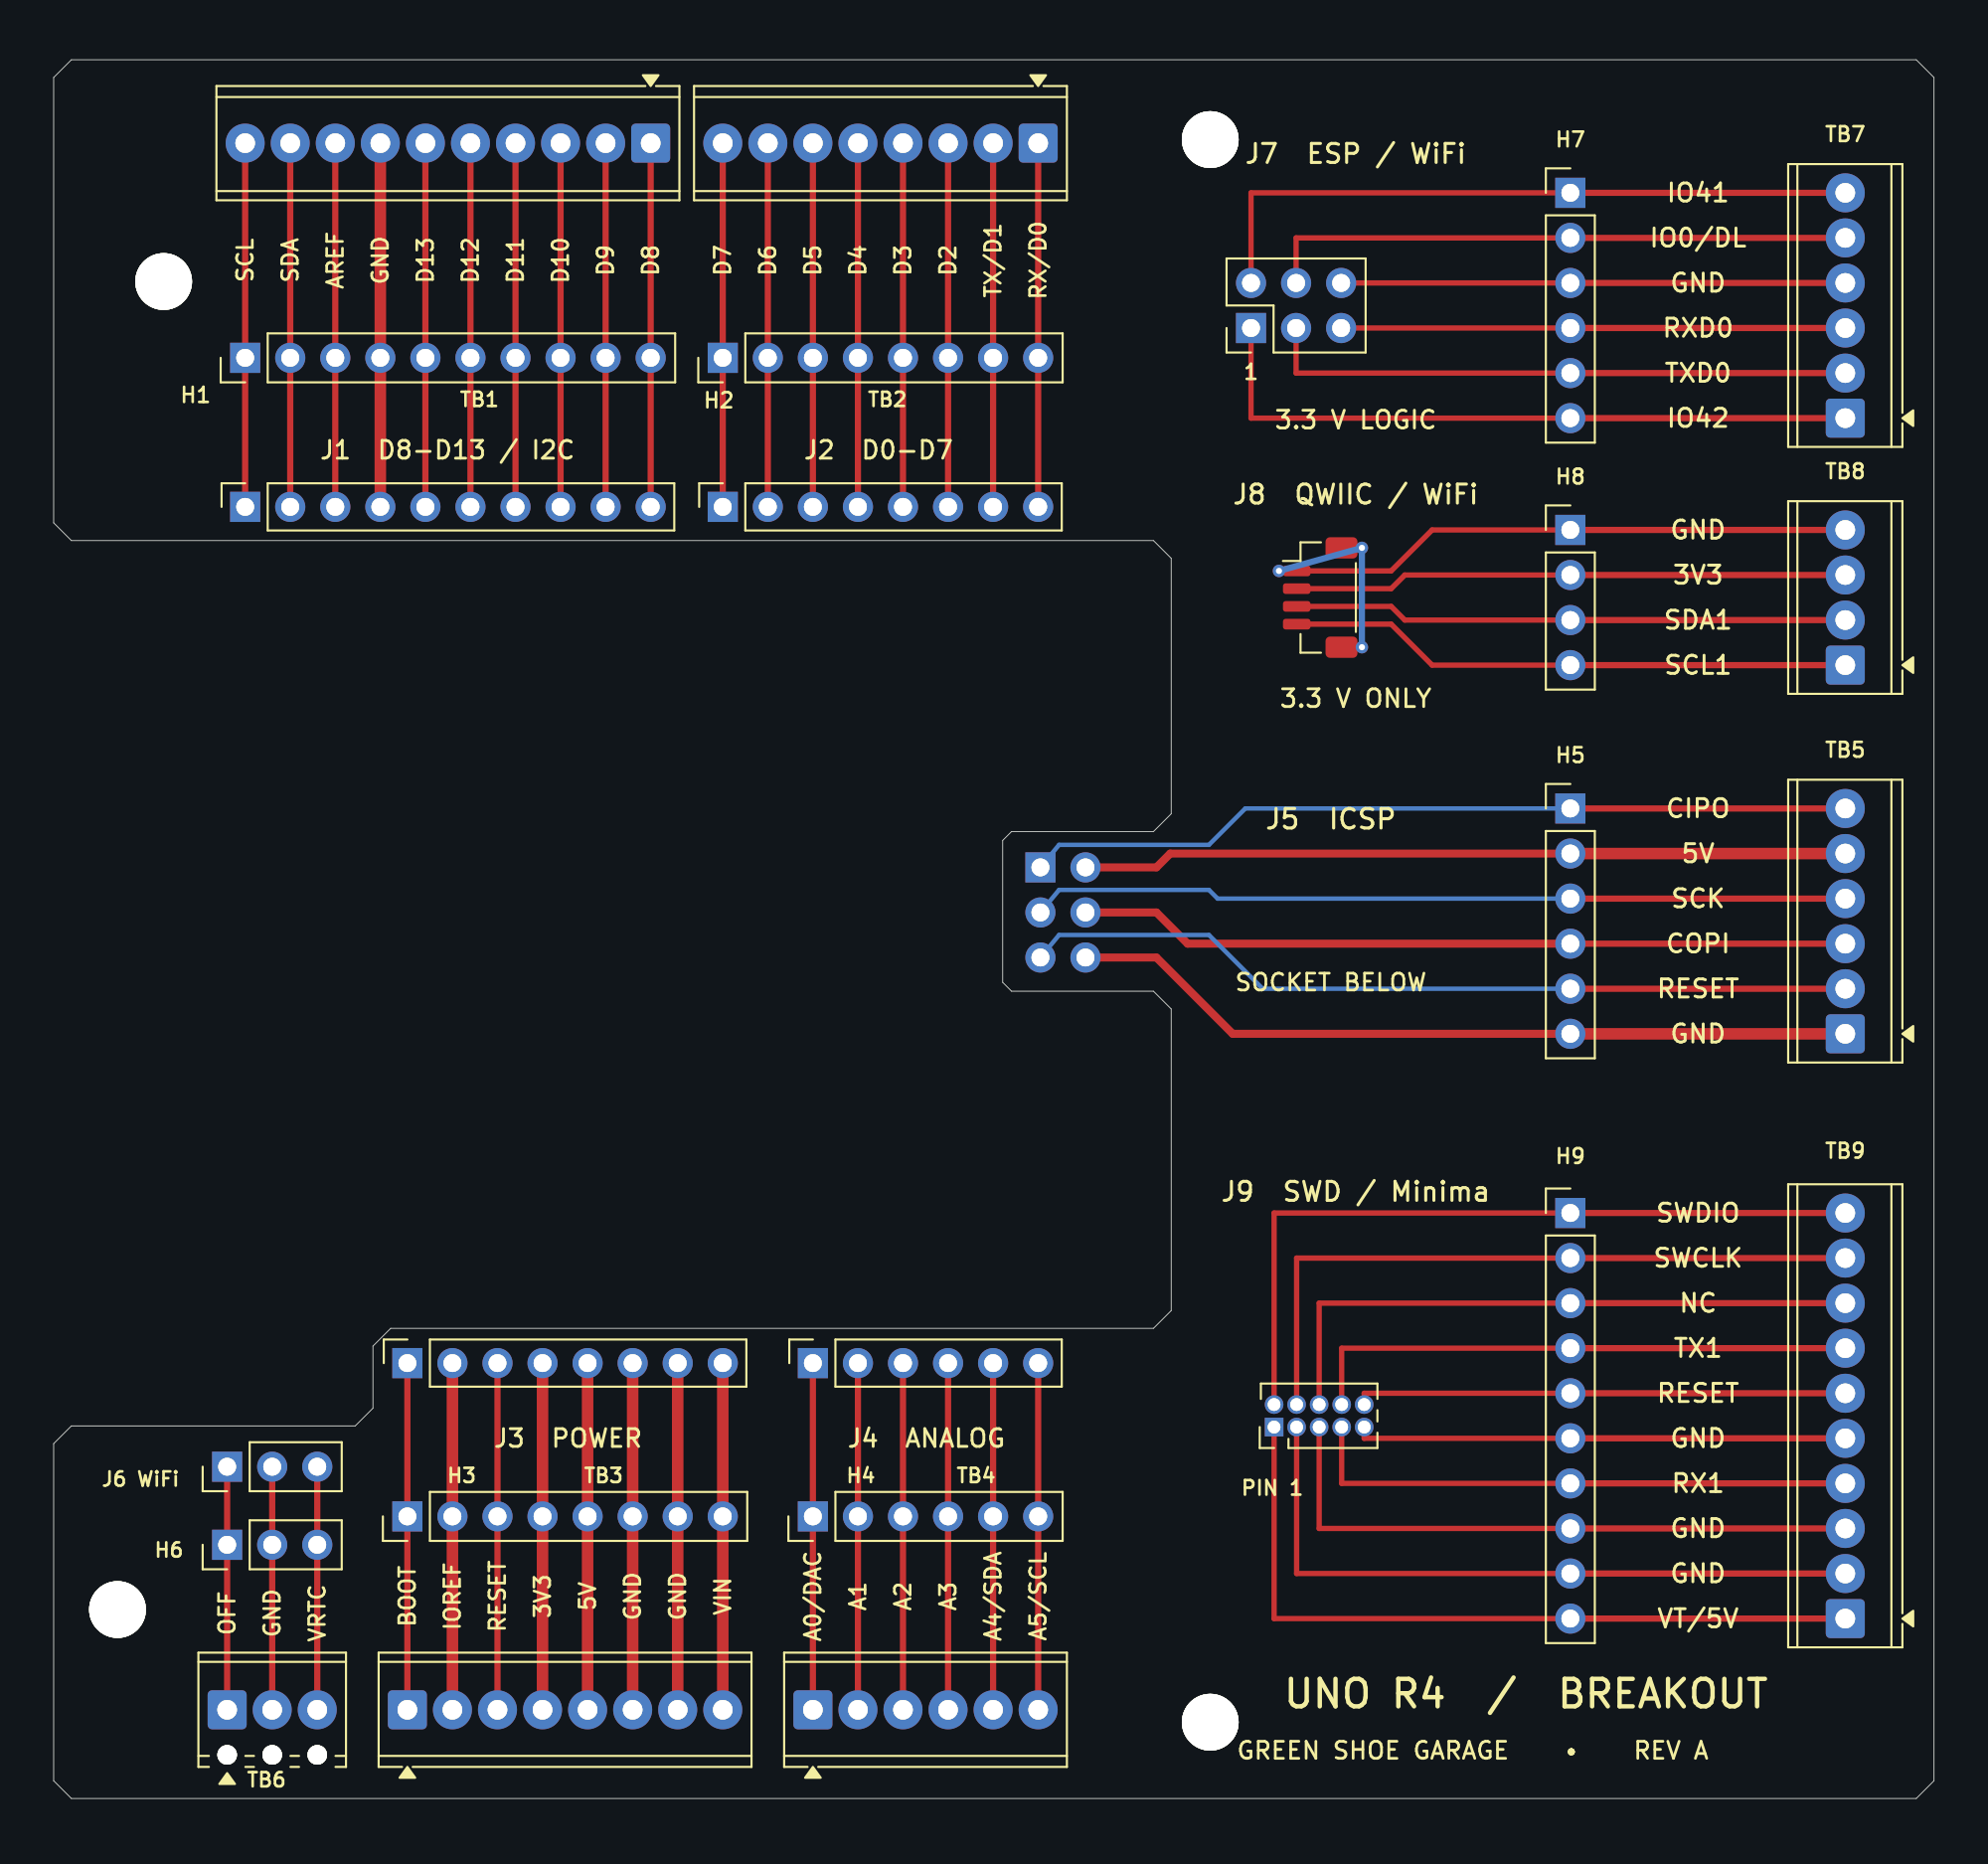 SCL
SDA
AREF
GND
D13
D12
D11
D10
D9
D8
D7
D6
D5
D4
D3
D2
TX/D1
RX/D0
H1
TB1
H2
TB2
J1 D8-D13 / I2C
J2 D0-D7
J7 ESP / WiFi
H7
TB7
IO41
IO0/DL
GND
RXD0
TXD0
IO42
1
3.3 V LOGIC
J8 QWIIC / WiFi
H8
TB8
GND
3V3
SDA1
SCL1
3.3 V ONLY
H5
TB5
J5 ICSP
CIPO
5V
SCK
COPI
RESET
GND
SOCKET BELOW
H9
TB9
J9 SWD / Minima
SWDIO
SWCLK
NC
TX1
RESET
GND
RX1
GND
GND
VT/5V
PIN 1
J3 POWER
J4 ANALOG
H3
TB3
H4
TB4
J6 WiFi
H6
OFF
GND
VRTC
BOOT
IOREF
RESET
3V3
5V
GND
GND
VIN
A0/DAC
A1
A2
A3
A4/SDA
A5/SCL
TB6
UNO R4 / BREAKOUT
GREEN SHOE GARAGE • REV A